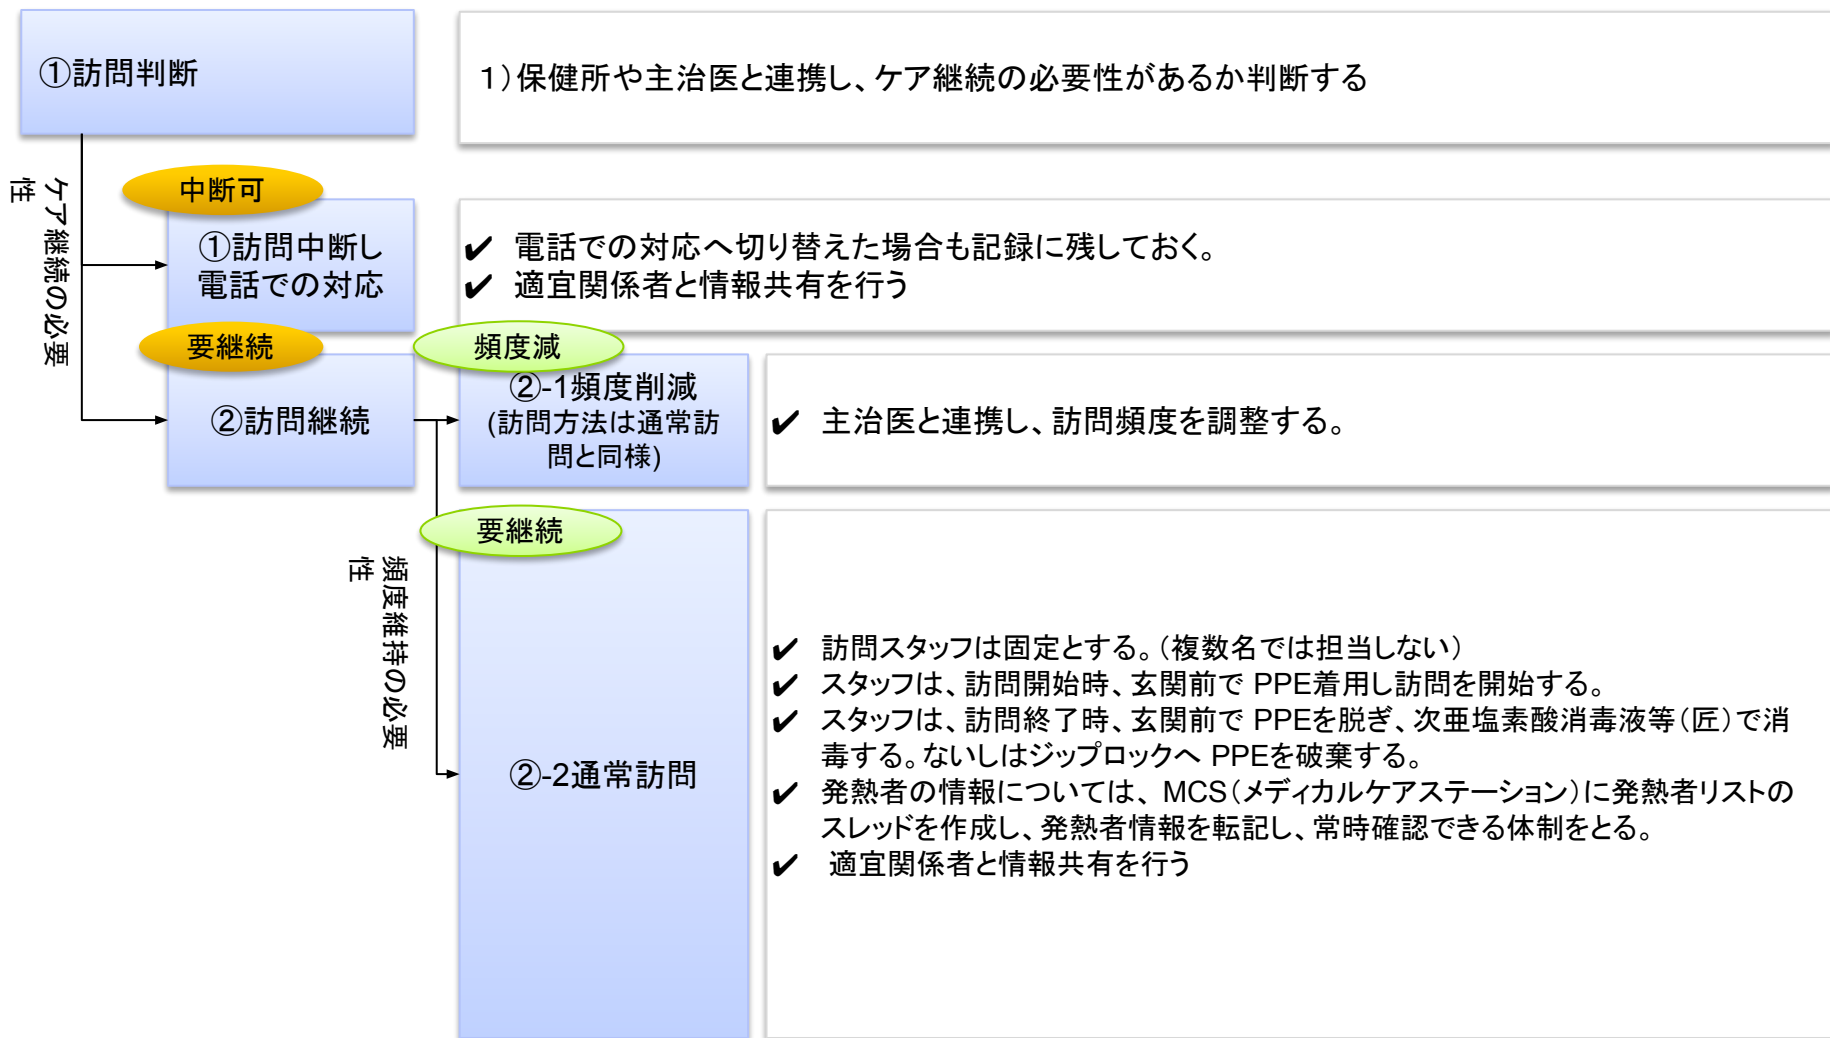 ①訪問判断
1）保健所や主治医と連携し、ケア継続の必要性があるか判断する
ケア継続の必要
性
中断可
①訪問中断し
電話での対応
✔ 電話での対応へ切り替えた場合も記録に残しておく。
✔ 適宜関係者と情報共有を行う
要継続
②訪問継続
頻度減
②-1頻度削減
(訪問方法は通常訪
問と同様)
✔ 主治医と連携し、訪問頻度を調整する。
頻度維持の必要
性
要継続
②-2通常訪問
✔ 訪問スタッフは固定とする。（複数名では担当しない）
✔ スタッフは、訪問開始時、玄関前で PPE着用し訪問を開始する。
✔ スタッフは、訪問終了時、玄関前で PPEを脱ぎ、次亜塩素酸消毒液等（匠）で消
毒する。ないしはジップロックへ PPEを破棄する。
✔ 発熱者の情報については、 MCS（メディカルケアステーション）に発熱者リストの
スレッドを作成し、発熱者情報を転記し、常時確認できる体制をとる。
✔ 適宜関係者と情報共有を行う